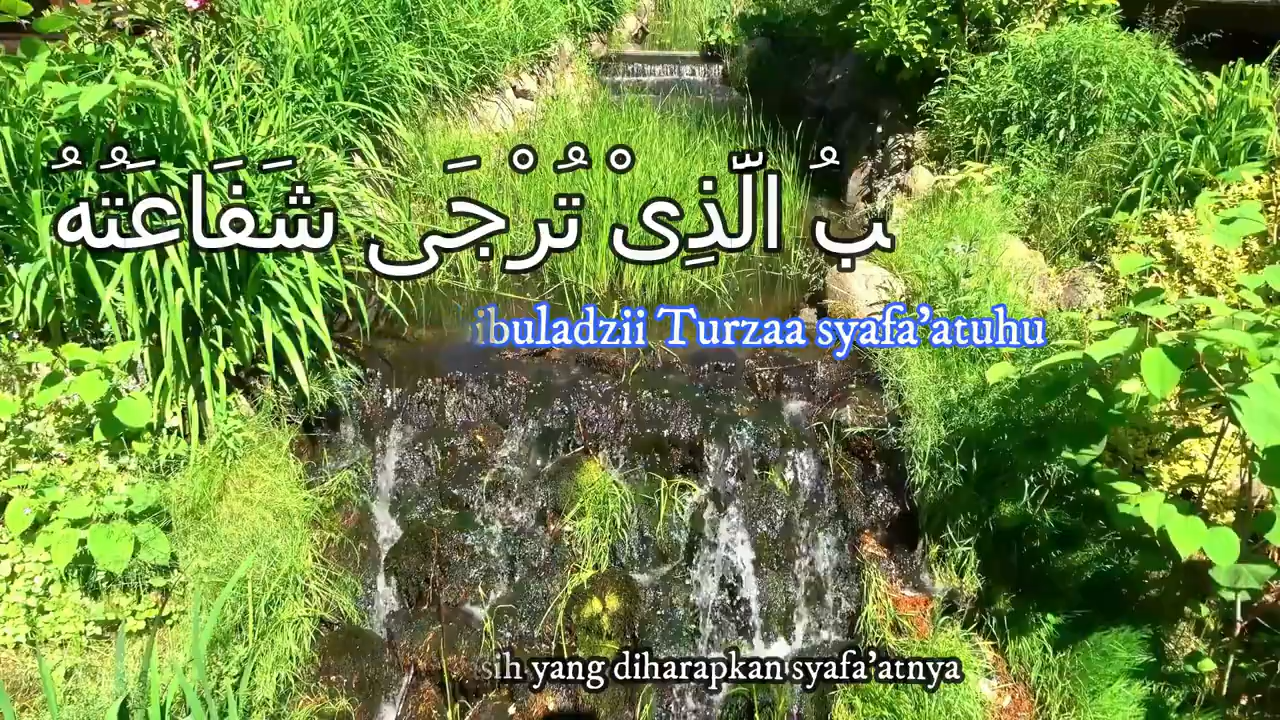 بُ الَّذِىْ تُرْجَى شَفَاعَتُهُ
ibuladzii Turzaa syafa'atuhu
sih yang diharapkan syafa'atnya